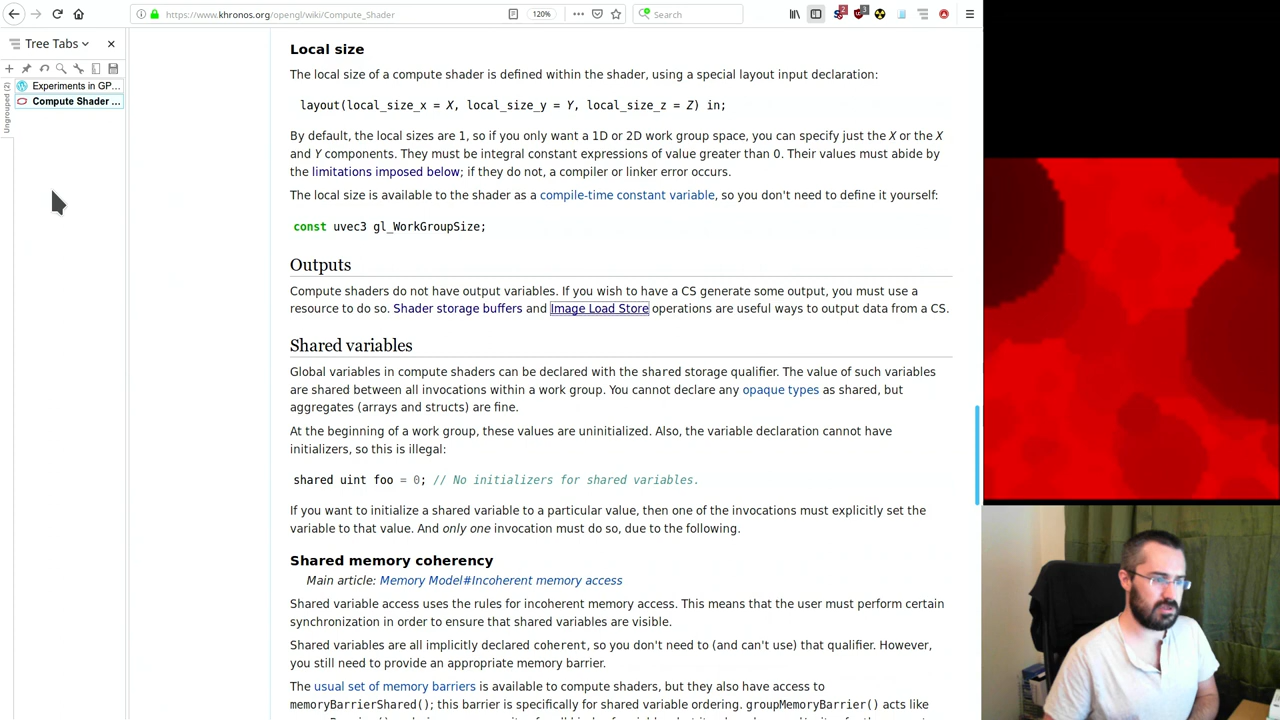 https://www.khronos.org/opengl/wiki/Compute_Shader
120%
Search
2
3
Tree Tabs
Ungrouped (2)
Experiments in GP...
Compute Shader ...
Local size
The local size of a compute shader is defined within the shader, using a special layout input declaration:
layout(local_size_x = X, local_size_y = Y, local_size_z = Z) in;
By default, the local sizes are 1, so if you only want a 1D or 2D work group space, you can specify just the X or the X
and Y components. They must be integral constant expressions of value greater than 0. Their values must abide by
the limitations imposed below; if they do not, a compiler or linker error occurs.
The local size is available to the shader as a compile-time constant variable, so you don't need to define it yourself:
const uvec3 gl_WorkGroupSize;
Outputs
Compute shaders do not have output variables. If you wish to have a CS generate some output, you must use a
resource to do so. Shader storage buffers and Image Load Store operations are useful ways to output data from a CS.
Shared variables
Global variables in compute shaders can be declared with the shared storage qualifier. The value of such variables
are shared between all invocations within a work group. You cannot declare any opaque types as shared, but
aggregates (arrays and structs) are fine.
At the beginning of a work group, these values are uninitialized. Also, the variable declaration cannot have
initializers, so this is illegal:
shared uint foo = 0; // No initializers for shared variables.
If you want to initialize a shared variable to a particular value, then one of the invocations must explicitly set the
variable to that value. And only one invocation must do so, due to the following.
Shared memory coherency
Main article: Memory Model#Incoherent memory access
Shared variable access uses the rules for incoherent memory access. This means that the user must perform certain
synchronization in order to ensure that shared variables are visible.
Shared variables are all implicitly declared coherent, so you don't need to (and can't use) that qualifier. However,
you still need to provide an appropriate memory barrier.
The usual set of memory barriers is available to compute shaders, but they also have access to
memoryBarrierShared(); this barrier is specifically for shared variable ordering. groupMemoryBarrier() acts like